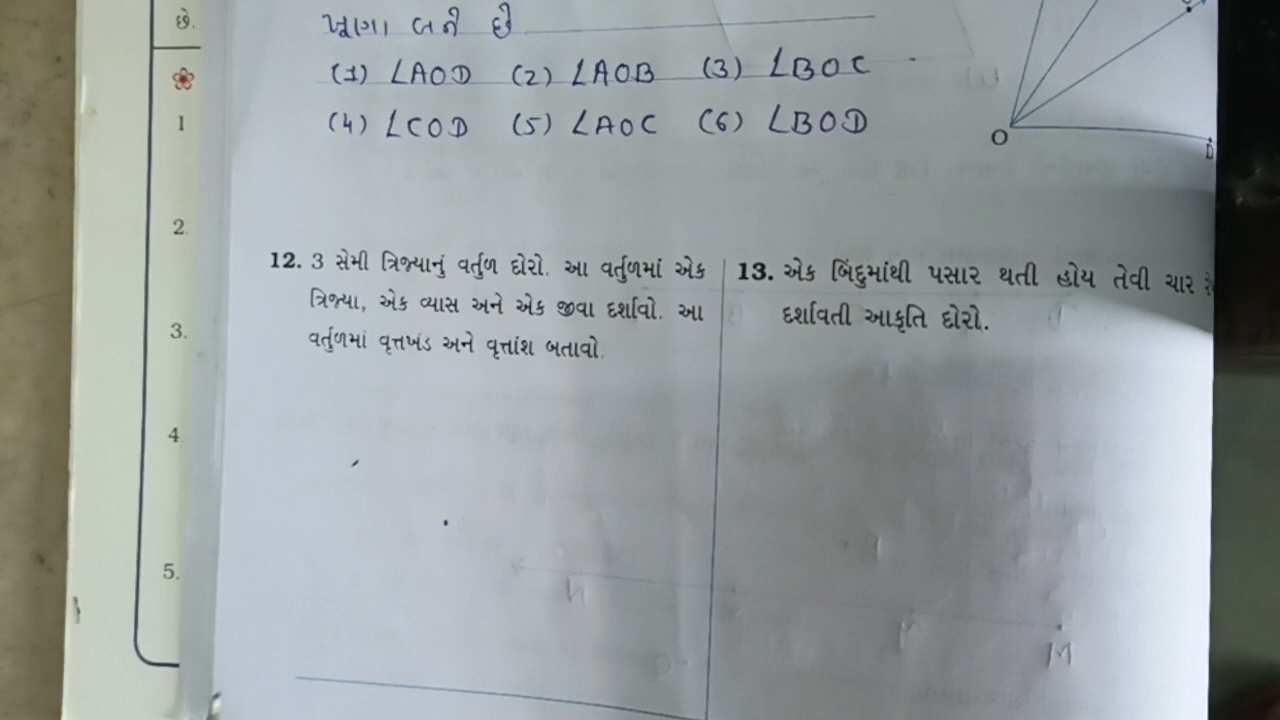 છે.
ખૂણા બને છે
(1) ∠AOD (2) ∠AOB (3) ∠BOC
1
(4) ∠COD (5) ∠AOC (6) ∠BOD
O
D
2.
12. 3 સેમી ત્રિજ્યાનું વર્તુળ દોરો. આ વર્તુળમાં એક
ત્રિજ્યા, એક વ્યાસ અને એક જીવા દર્શાવો. આ
વર્તુળમાં વૃત્તખંડ અને વૃત્તાંશ બતાવો.
13. એક બિંદુમાંથી પસાર થતી હોય તેવી ચાર
દર્શાવતી આકૃતિ દોરો.
3.
4
5.
M